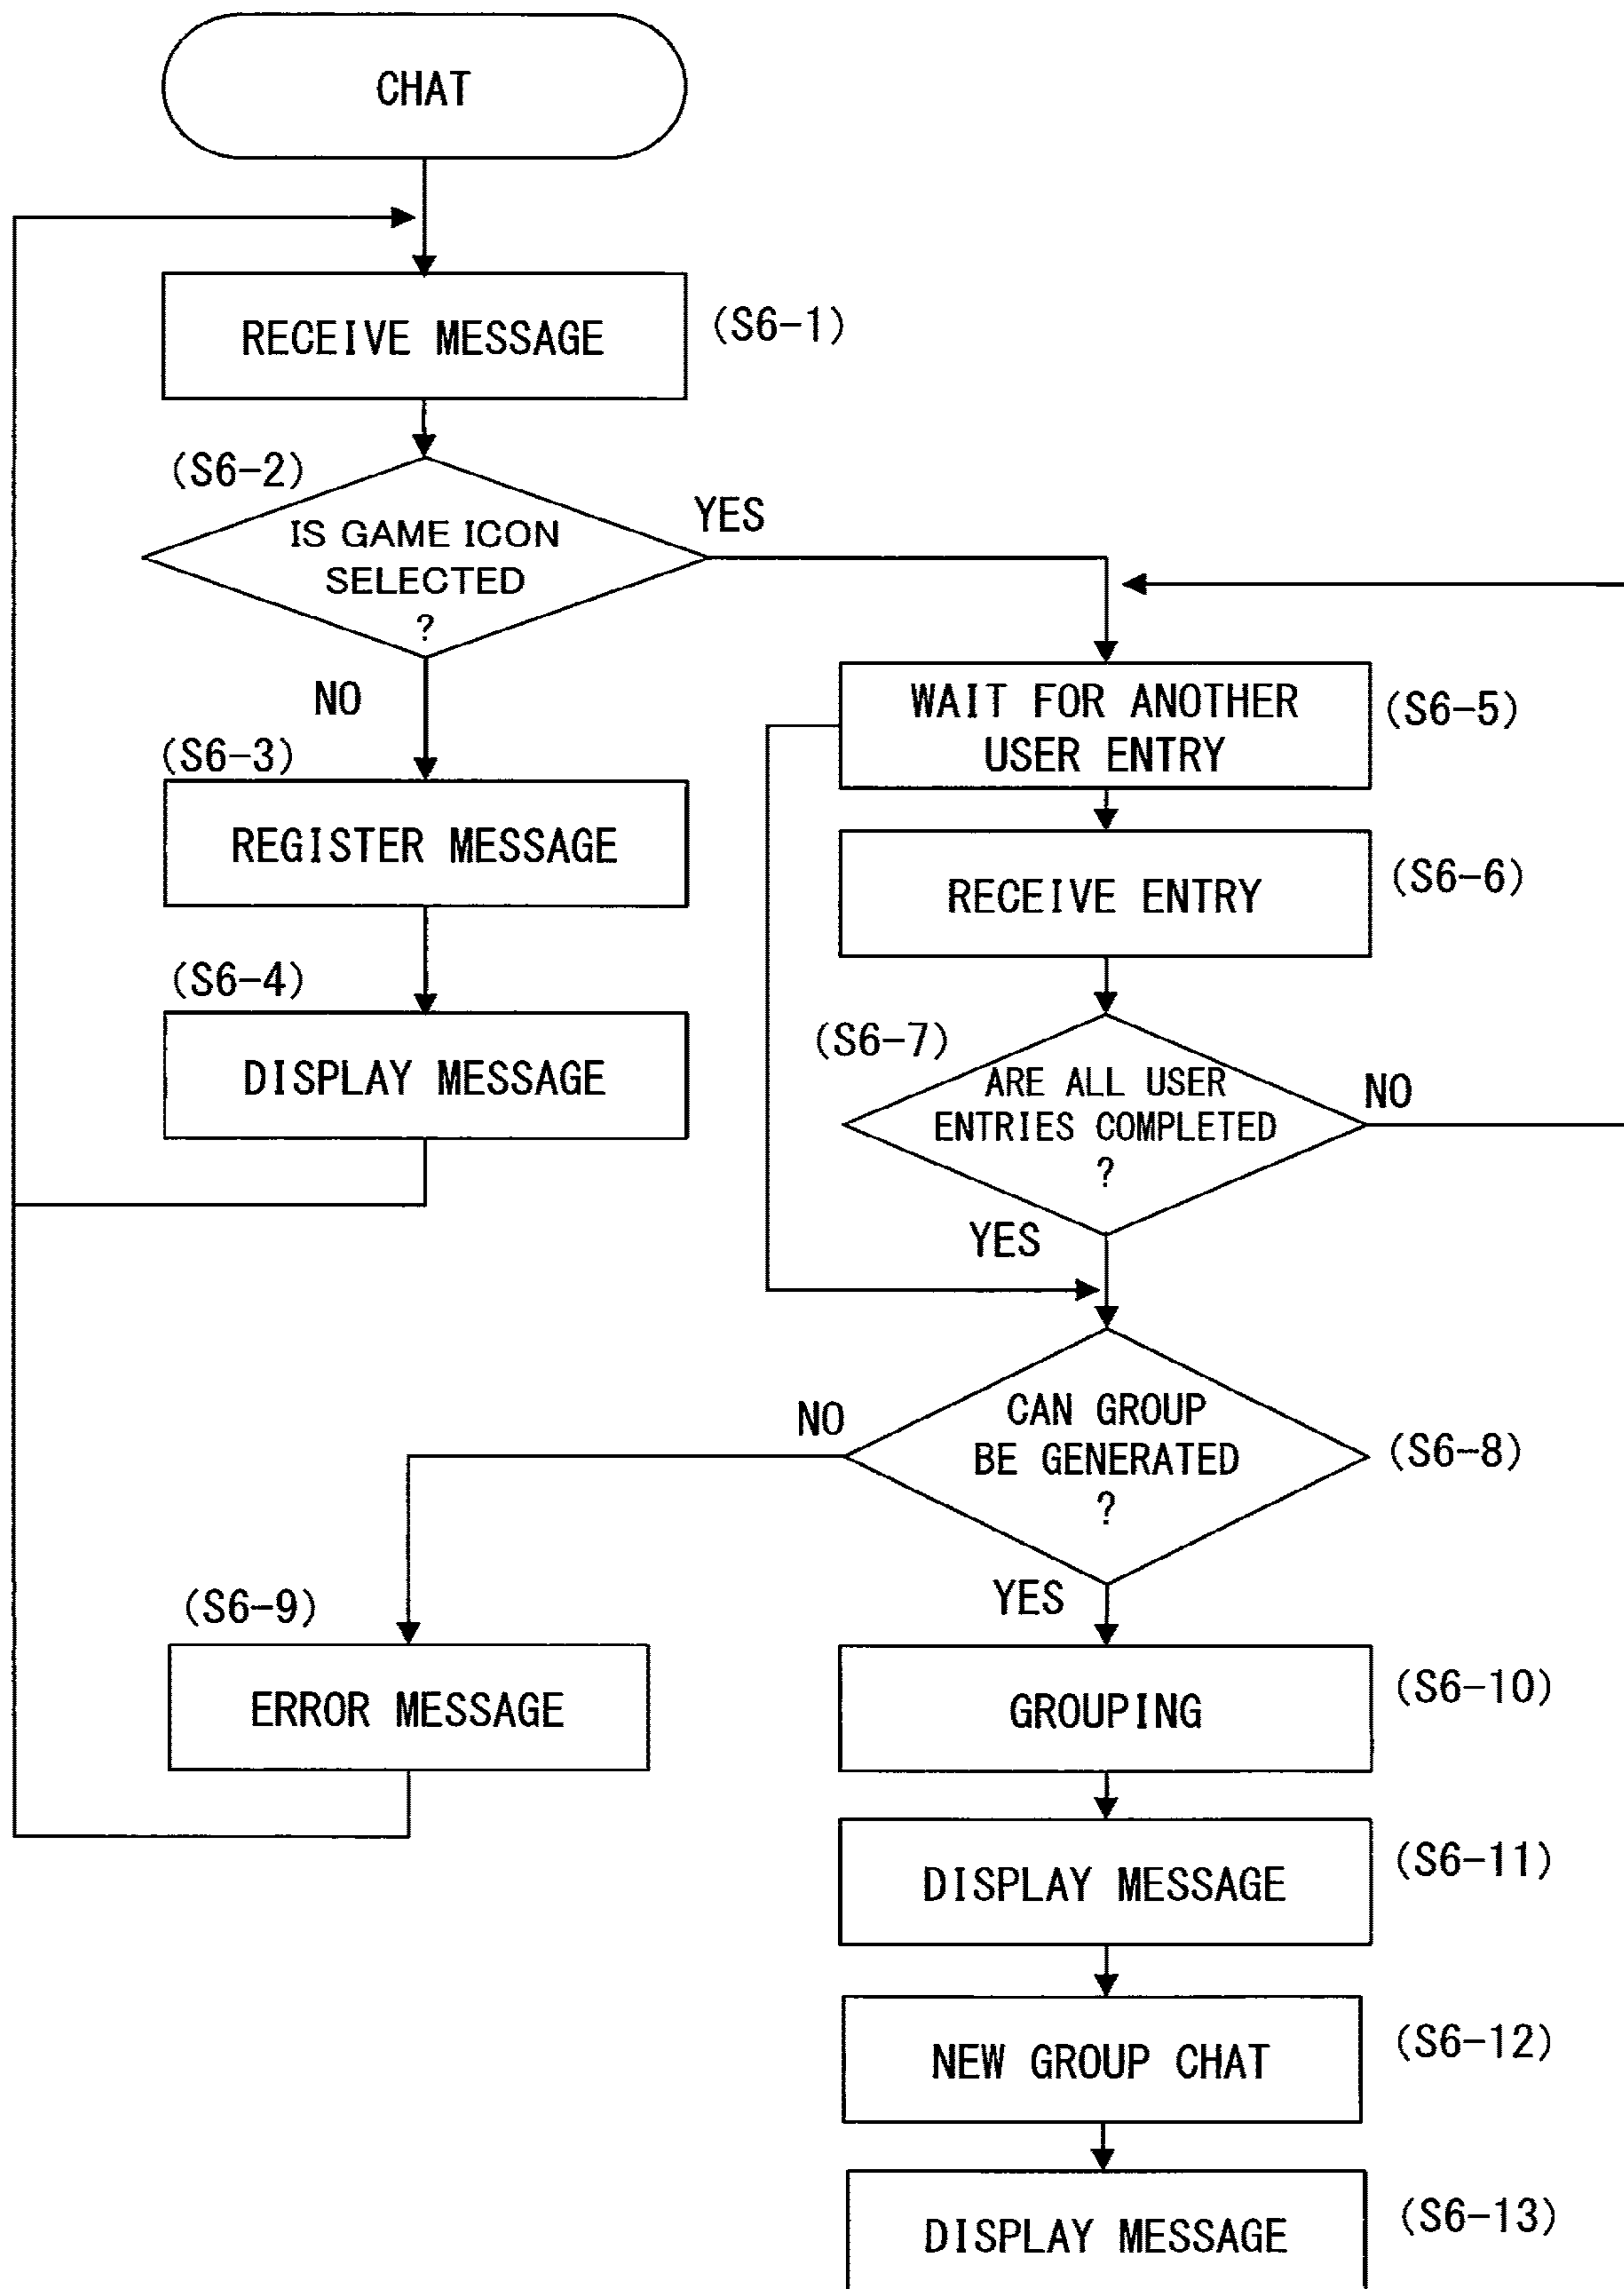 CHAT
RECEIVE MESSAGE
(S6-1)
(S6-2)
IS GAME ICON
SELECTED
?
YES
NO
(S6-3)
REGISTER MESSAGE
(S6-4)
DISPLAY MESSAGE
WAIT FOR ANOTHER
USER ENTRY
(S6-5)
RECEIVE ENTRY
(S6-6)
(S6-7)
ARE ALL USER
ENTRIES COMPLETED
?
NO
YES
CAN GROUP
BE GENERATED
?
(S6-8)
NO
YES
(S6-9)
ERROR MESSAGE
GROUPING
(S6-10)
DISPLAY MESSAGE
(S6-11)
NEW GROUP CHAT
(S6-12)
DISPLAY MESSAGE
(S6-13)